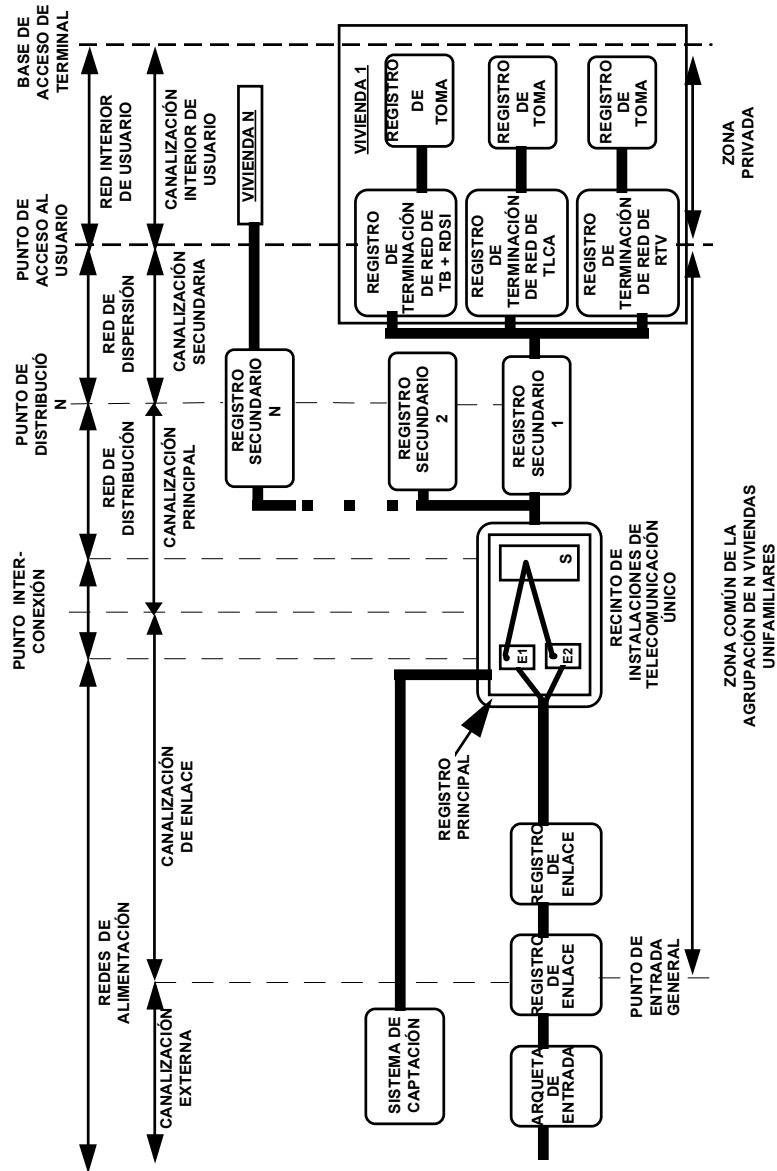 PUNTO INTER-
CONEXIÓN
PUNTO DE
DISTRIBUCIÓ
N
PUNTO DE
ACCESO AL
USUARIO
BASE DE
ACCESO DE
TERMINAL
REDES DE
ALIMENTACIÓN
RED DE
DISTRIBUCIÓN
RED DE
DISPERSIÓN
RED INTERIOR
DE USUARIO
CANALIZACIÓN
EXTERNA
CANALIZACIÓN
DE ENLACE
CANALIZACIÓN
PRINCIPAL
CANALIZACIÓN
SECUNDARIA
CANALIZACIÓN
INTERIOR DE
USUARIO
REGISTRO
SECUNDARIO
N
VIVIENDA N
SISTEMA DE
CAPTACIÓN
REGISTRO
PRINCIPAL
REGISTRO
SECUNDARIO
2
VIVIENDA 1
REGISTRO
DE
TERMINACIÓN
DE RED DE
TB + RDSI
REGISTRO
DE
TOMA
ARQUETA
DE
ENTRADA
REGISTRO
DE
ENLACE
REGISTRO
DE
ENLACE
E1
E2
S
REGISTRO
SECUNDARIO
1
REGISTRO
DE
TERMINACIÓN
DE RED DE
TLCA
REGISTRO
DE
TOMA
REGISTRO
DE
TERMINACIÓN
DE RED DE
RTV
REGISTRO
DE
TOMA
PUNTO DE
ENTRADA
GENERAL
RECINTO DE
INSTALACIONES DE
TELECOMUNICACIÓN
ÚNICO
ZONA COMÚN DE LA
AGRUPACIÓN DE N VIVIENDAS
UNIFAMILIARES
ZONA
PRIVADA